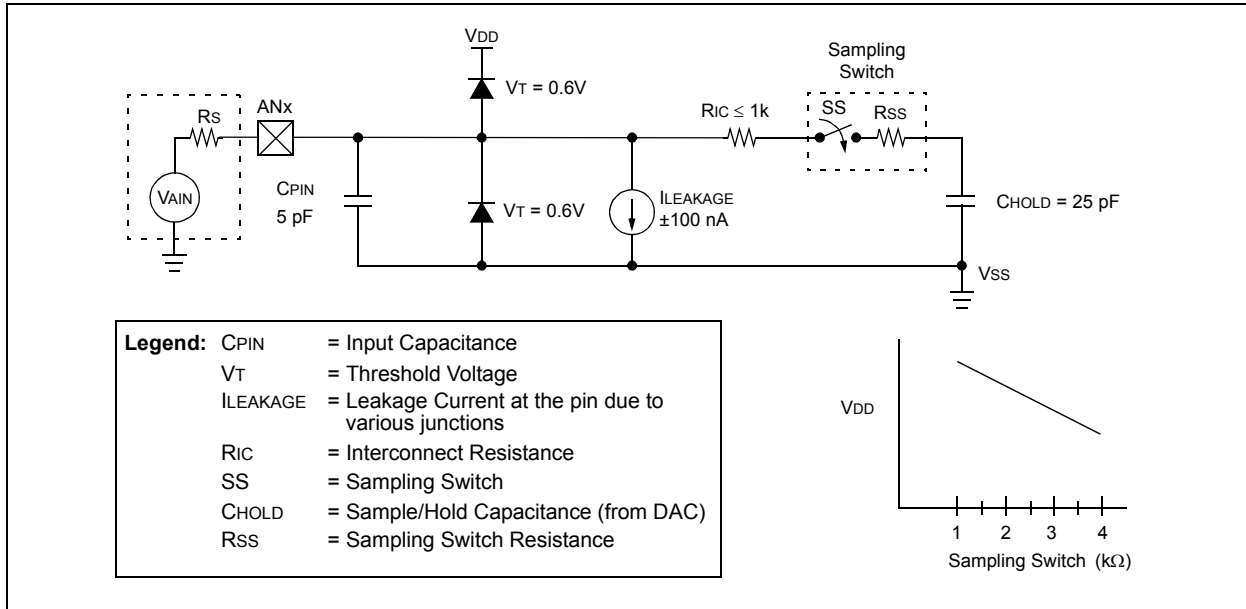 VDD
Sampling
Switch
VT = 0.6V
RS
ANx
RIC ≤ 1k
SS
RSS
VAIN
CPIN
5 pF
VT = 0.6V
ILEAKAGE
±100 nA
CHOLD = 25 pF
VSS
Legend: CPIN = Input Capacitance
VT = Threshold Voltage
ILEAKAGE = Leakage Current at the pin due to
various junctions
RIC = Interconnect Resistance
SS = Sampling Switch
CHOLD = Sample/Hold Capacitance (from DAC)
RSS = Sampling Switch Resistance
VDD
1 2 3 4
Sampling Switch (kΩ)